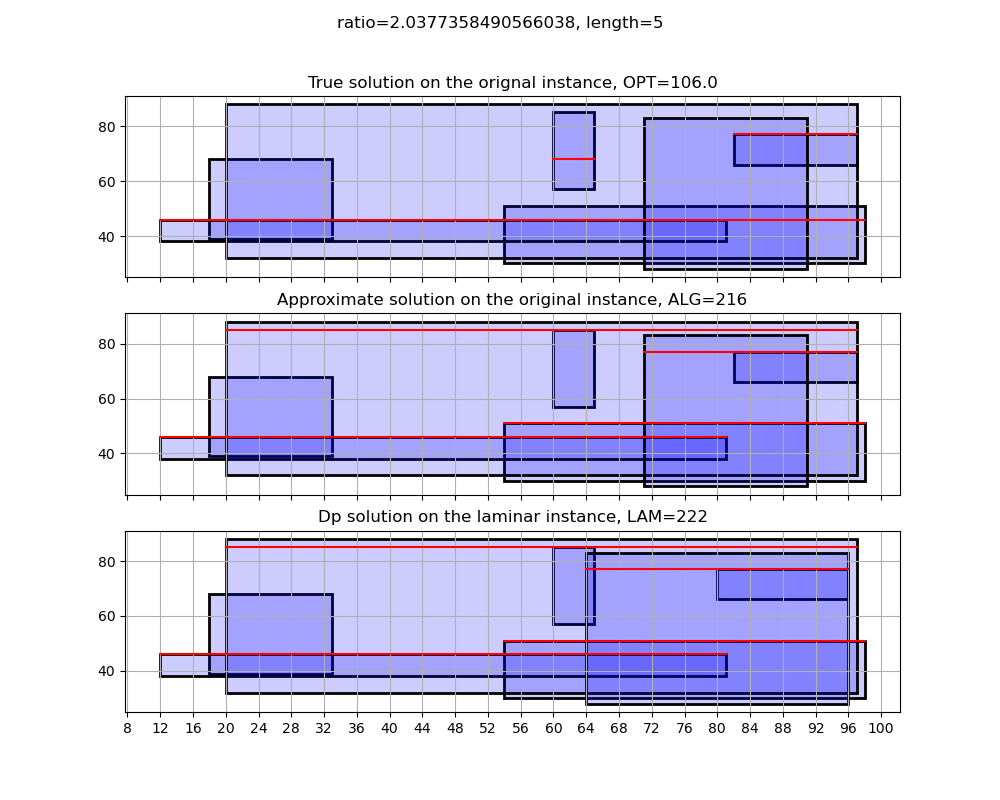 ratio=2.0377358490566038, length=5
True solution on the orignal instance, OPT=106.0
80
60
40
Approximate solution on the original instance, ALG=216
80
60
40
Dp solution on the laminar instance, LAM=222
80
60
40
8 12 16 20 24 28 32 36 40 44 48 52 56 60 64 68 72 76 80 84 88 92 96 100